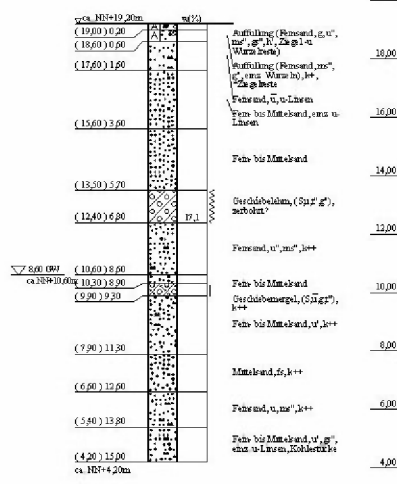 ca. NN+19,20m
w(%)
(19,00) 0,20
A
(18,60) 0,60
A
(17,60) 1,60
(15,60) 3,60
(13,50) 5,70
(12,40) 6,80
17,1
8,60 GW
ca. NN+10,60m
(10,60) 8,60
(10,30) 8,90
(9,90) 9,30
(7,90) 11,30
(6,60) 12,60
(5,40) 13,80
(4,20) 15,00
ca. NN+4,20m
Auffüllung (Feinsand, g, u",
ms", gr", h', Ziegel-u
Wurzelreste)
Auffüllung (Feinsand, ms",
g", einz. Wurzeln), k+,
Ziegelreste
Feinsand, ū, u-Linsen
Fein- bis Mittelsand, einz. u-
Linsen
Fein- bis Mittelsand
Geschiebelehm, (S,u,t',g"),
zerbohrt?
Feinsand, u", ms", k++
Fein- bis Mittelsand
Geschiebemergel, (S,ū,g,t"),
k++
Fein- bis Mittelsand, u', k++
Mittelsand, fs, k++
Feinsand, u, ms", k++
Fein- bis Mittelsand, u', gr",
einz. u-Linsen, Kohlestücke
18,00
16,00
14,00
12,00
10,00
8,00
6,00
4,00